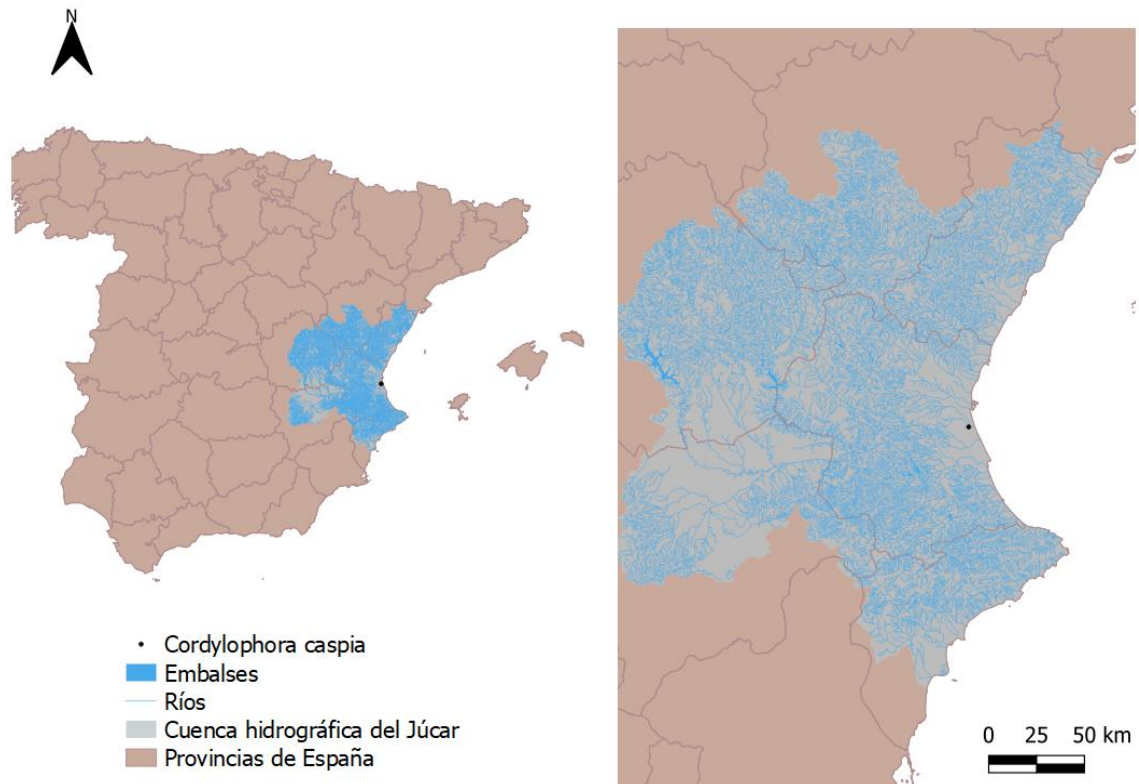 N
Cordylophora caspia
Embalses
Ríos
Cuenca hidrográfica del Júcar
Provincias de España
0 25 50 km